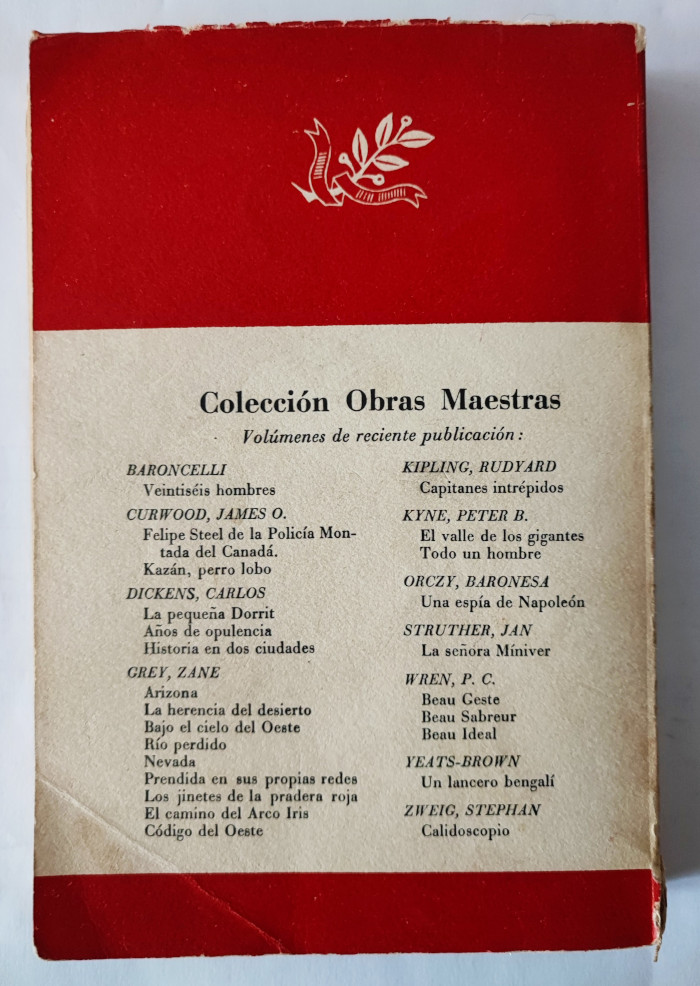 Colección Obras Maestras
Volúmenes de reciente publicación:
BARONCELLI
Veintiséis hombres
CURWOOD, JAMES O.
Felipe Steel de la Policía Mon-
tada del Canadá.
Kazán, perro lobo
DICKENS, CARLOS
La pequeña Dorrit
Años de opulencia
Historia en dos ciudades
GREY, ZANE
Arizona
La herencia del desierto
Bajo el cielo del Oeste
Río perdido
Nevada
Prendida en sus propias redes
Los jinetes de la pradera roja
El camino del Arco Iris
Código del Oeste
KIPLING, RUDYARD
Capitanes intrépidos
KYNE, PETER B.
El valle de los gigantes
Todo un hombre
ORCZY, BARONESA
Una espía de Napoleón
STRUTHER, JAN
La señora Míniver
WREN, P. C.
Beau Geste
Beau Sabreur
Beau Ideal
YEATS-BROWN
Un lancero bengalí
ZWEIG, STEPHAN
Calidoscopio